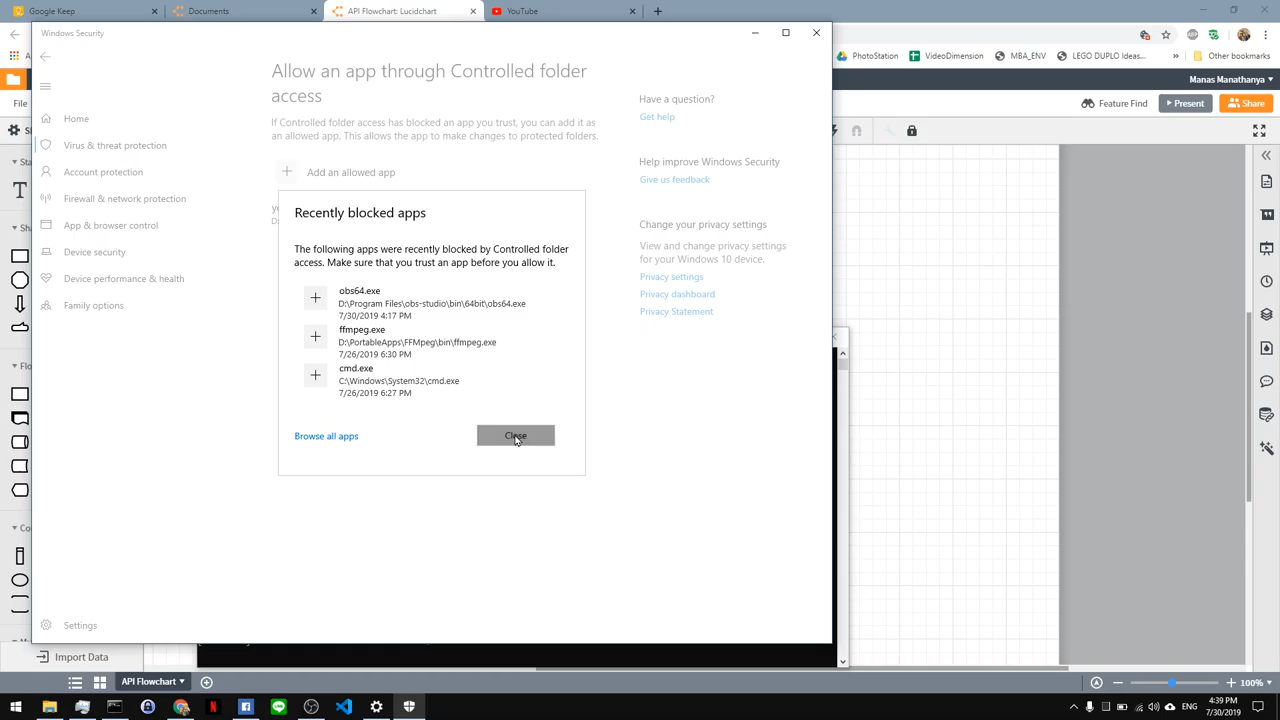 Google Keep
Documents
API Flowchart: Lucidchart
YouTube
Windows Security
PhotoStation
VideoDimension
MBA_ENV
LEGO DUPLO Ideas...
»
Other bookmarks
Manas Manathanya
File
Feature Find
Present
Share
Allow an app through Controlled folder
access
If Controlled folder access has blocked an app you trust, you can add it as
an allowed app. This allows the app to make changes to protected folders.
Add an allowed app
Home
Virus & threat protection
Account protection
Firewall & network protection
App & browser control
Device security
Device performance & health
Family options
Settings
Recently blocked apps
The following apps were recently blocked by Controlled folder
access. Make sure that you trust an app before you allow it.
obs64.exe
D:\Program Files\obs-studio\bin\64bit\obs64.exe
7/30/2019 4:17 PM
ffmpeg.exe
D:\PortableApps\FFMpeg\bin\ffmpeg.exe
7/26/2019 6:30 PM
cmd.exe
C:\Windows\System32\cmd.exe
7/26/2019 6:27 PM
Browse all apps
Close
Have a question?
Get help
Help improve Windows Security
Give us feedback
Change your privacy settings
View and change privacy settings
for your Windows 10 device.
Privacy settings
Privacy dashboard
Privacy Statement
Import Data
API Flowchart
100%
ENG
4:39 PM
7/30/2019